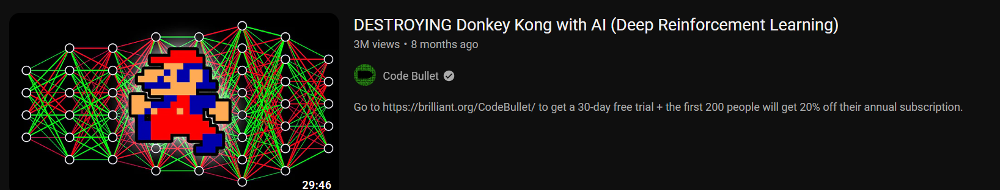 DESTROYING Donkey Kong with AI (Deep Reinforcement Learning)
3M views • 8 months ago
Code Bullet
Go to https://brilliant.org/CodeBullet/ to get a 30-day free trial + the first 200 people will get 20% off their annual subscription.
29:46